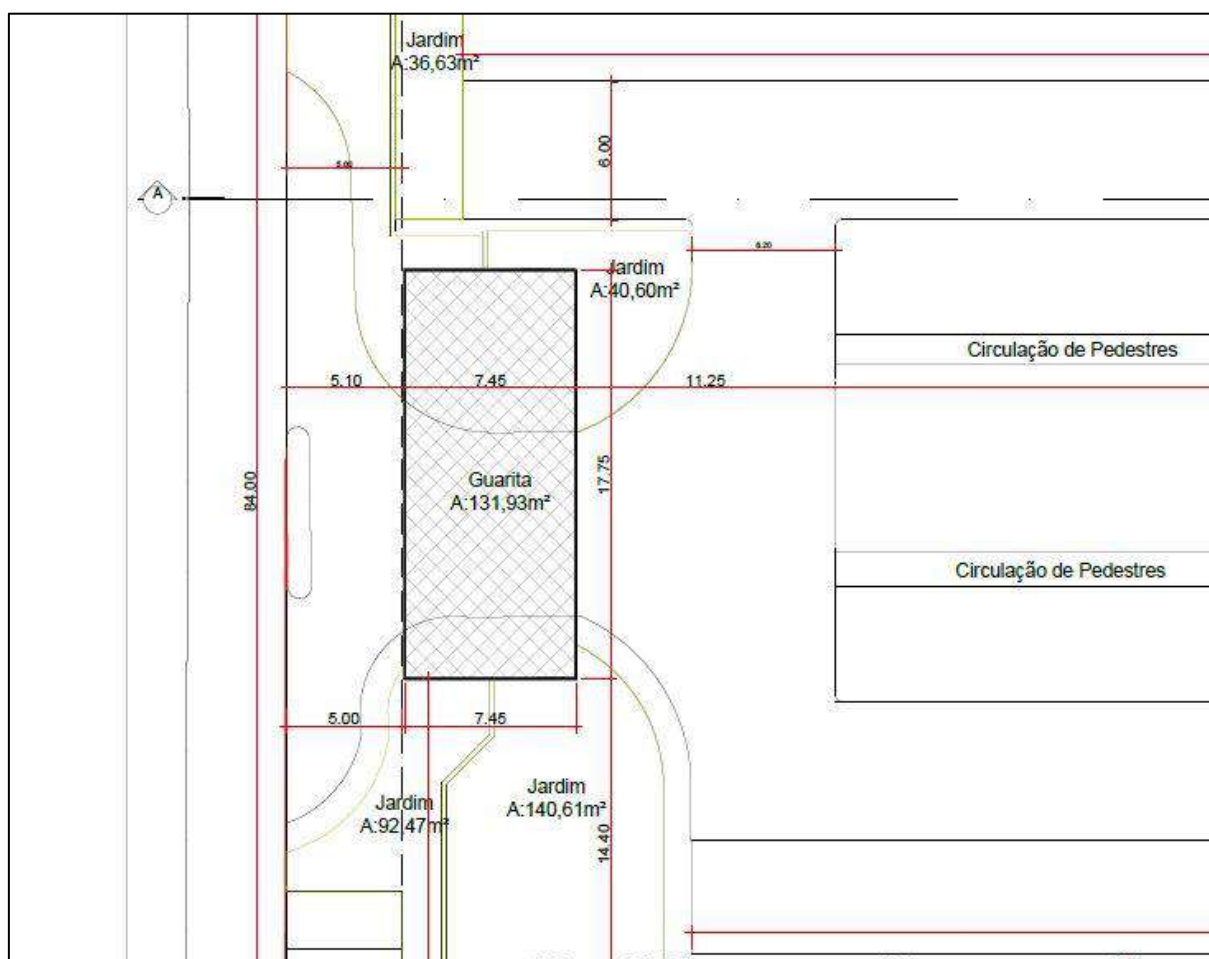 Jardim
A:36,63m²
6.00
5.00
A
6.20
Jardim
A:40,60m²
Circulação de Pedestres
5.10
7.45
11.25
17.75
Guarita
A:131,93m²
84.00
Circulação de Pedestres
5.00
7.45
Jardim
A:140,61m²
Jardim
A:92,47m²
14.40